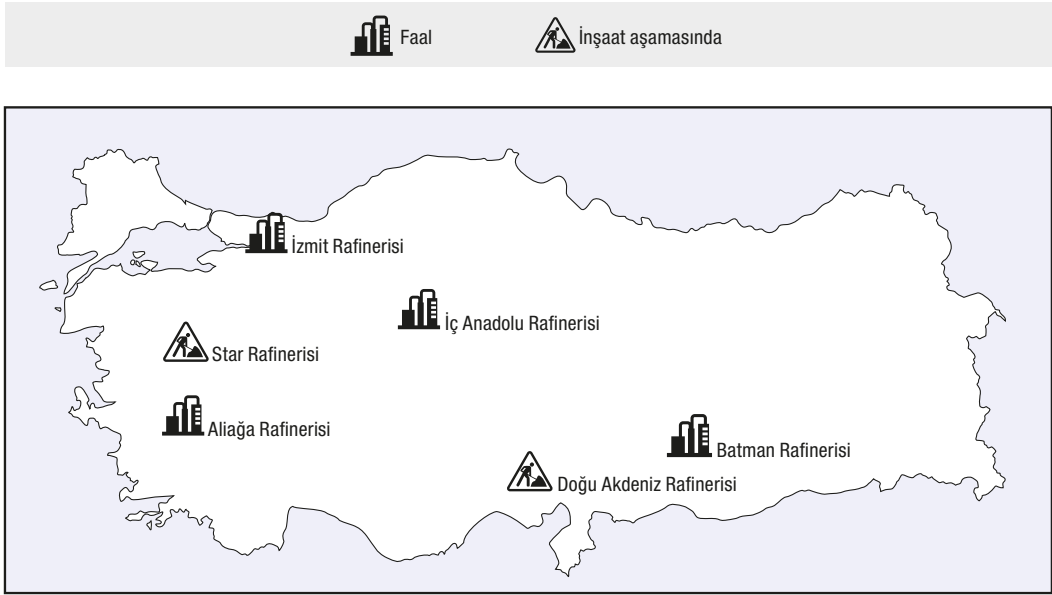 Faal
İnşaat aşamasında
İzmit Rafinerisi
İç Anadolu Rafinerisi
Star Rafinerisi
Aliağa Rafinerisi
Batman Rafinerisi
Doğu Akdeniz Rafinerisi